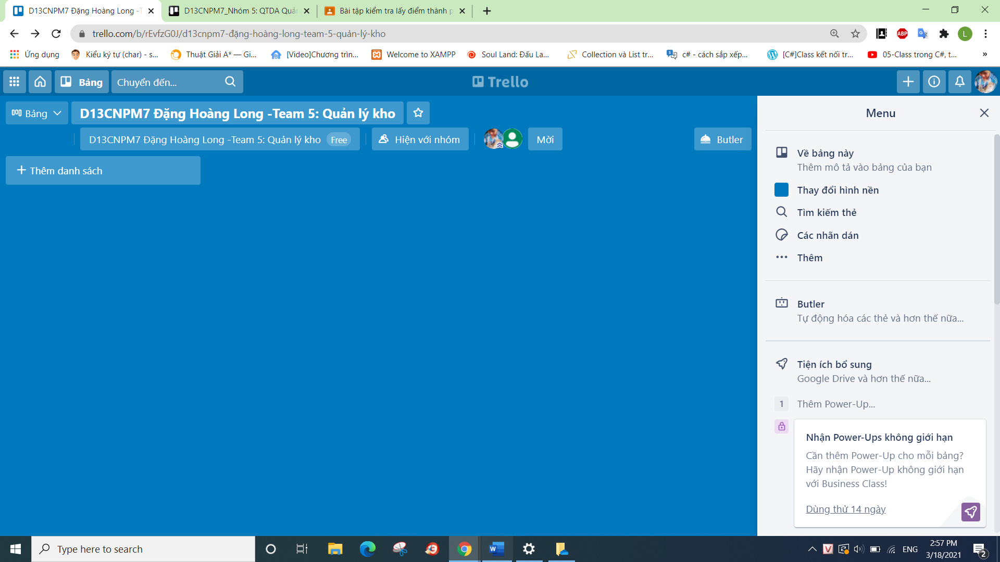 D13CNPM7 Đặng Hoàng Long -T
D13CNPM7_Nhóm 5: QTDA Quả
Bài tập kiểm tra lấy điểm thành p
trello.com/b/rEvfzG0J/d13cnpm7-đặng-hoàng-long-team-5-quản-lý-kho
ABP
L
Ứng dụng
Kiểu ký tự (char) - s...
Thuật Giải A* — Gi...
[Video]Chương trìn...
Welcome to XAMPP
Soul Land: Đấu La...
Collection và List tr...
c# - cách sắp xếp...
[C#]Class kết nối tr...
05-Class trong C#, t...
»
Bảng
Chuyển đến...
Trello
Bảng
D13CNPM7 Đặng Hoàng Long -Team 5: Quản lý kho
D13CNPM7 Đặng Hoàng Long -Team 5: Quản lý kho Free
Hiện với nhóm
Mời
Butler
+ Thêm danh sách
Menu
Về bảng này
Thêm mô tả vào bảng của bạn
Thay đổi hình nền
Tìm kiếm thẻ
Các nhãn dán
Thêm
Butler
Tự động hóa các thẻ và hơn thế nữa...
Tiện ích bổ sung
Google Drive và hơn thế nữa...
1 Thêm Power-Up...
Nhận Power-Ups không giới hạn
Cần thêm Power-Up cho mỗi bảng?
Hãy nhận Power-Up không giới hạn
với Business Class!
Dùng thử 14 ngày
Type here to search
ENG
2:57 PM
3/18/2021
2